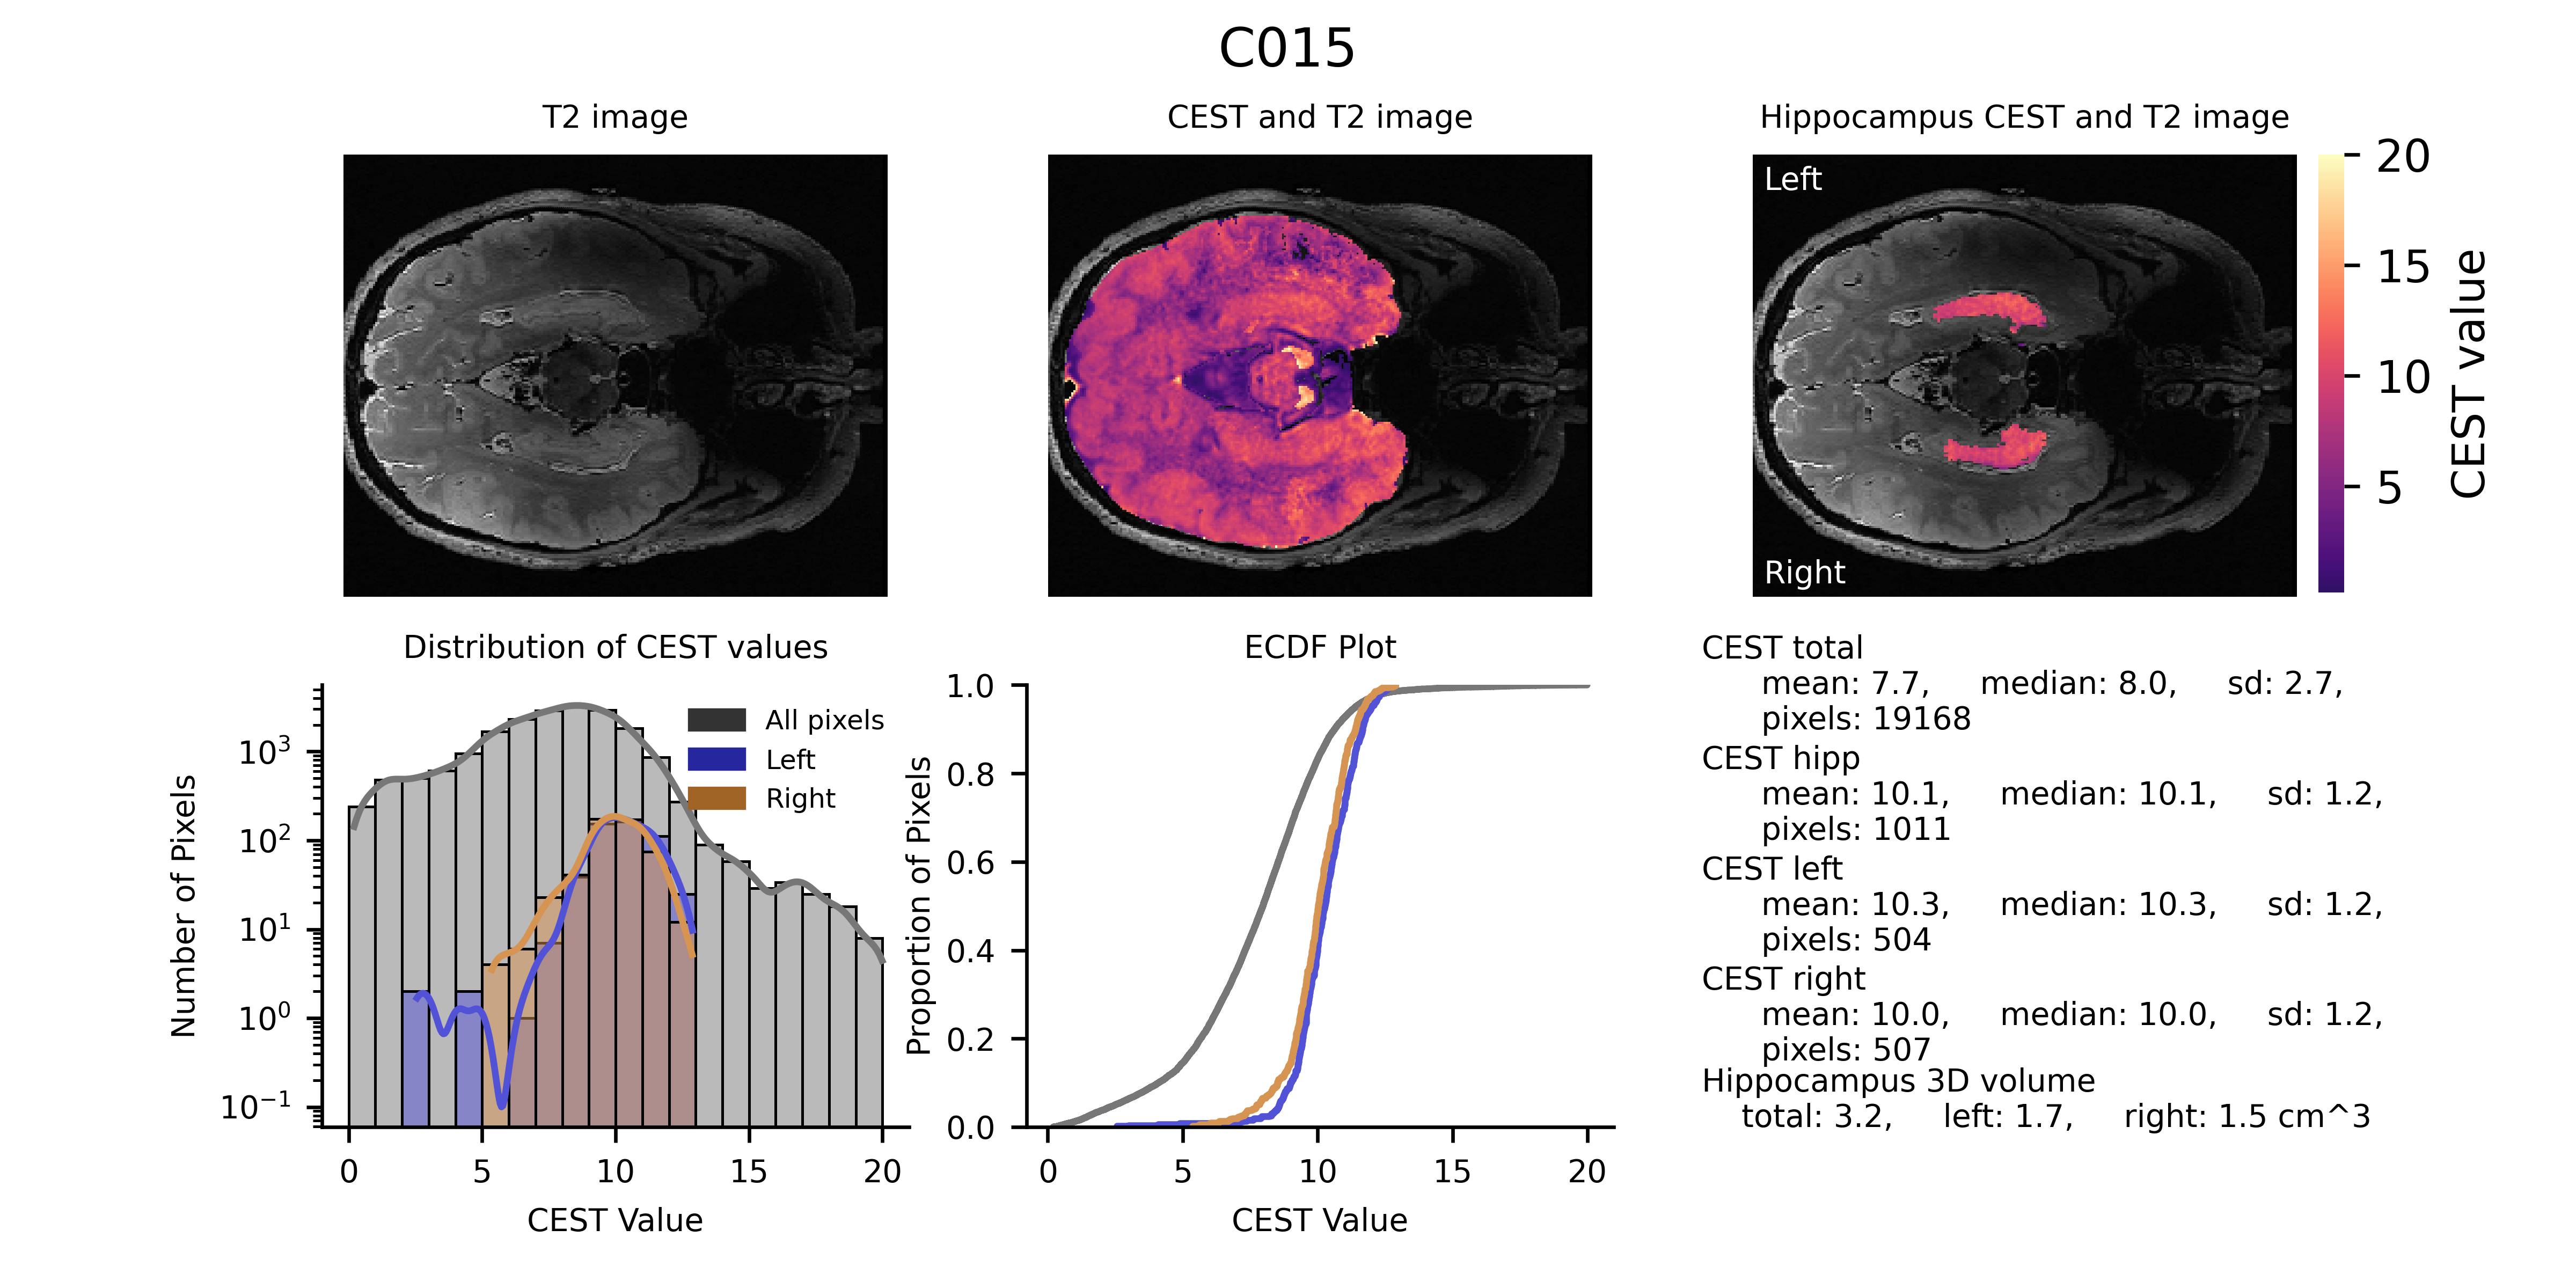 C015
T2 image
CEST and T2 image
Hippocampus CEST and T2 image
Left
Right
20
15
10
5
CEST value
Distribution of CEST values
Number of Pixels
10³
10²
10¹
10⁰
10⁻¹
All pixels
Left
Right
0 5 10 15 20
CEST Value
ECDF Plot
Proportion of Pixels
1.0
0.8
0.6
0.4
0.2
0.0
0 5 10 15 20
CEST Value
CEST total
mean: 7.7, median: 8.0, sd: 2.7,
pixels: 19168
CEST hipp
mean: 10.1, median: 10.1, sd: 1.2,
pixels: 1011
CEST left
mean: 10.3, median: 10.3, sd: 1.2,
pixels: 504
CEST right
mean: 10.0, median: 10.0, sd: 1.2,
pixels: 507
Hippocampus 3D volume
total: 3.2, left: 1.7, right: 1.5 cm^3